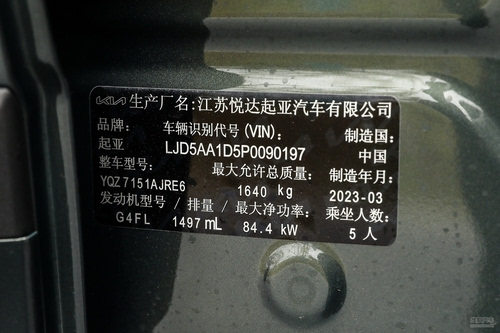 KIA 生产厂名:江苏悦达起亚汽车有限公司
品牌: 车辆识别代号(VIN): 制造国:
起亚 LJD5AA1D5P0090197 中国
整车型号: 最大允许总质量: 制造年月:
YQZ7151AJRE6 1640 kg 2023-03
发动机型号/排量/最大净功率: 乘坐人数:
G4FL 1497mL 84.4 kW 5人